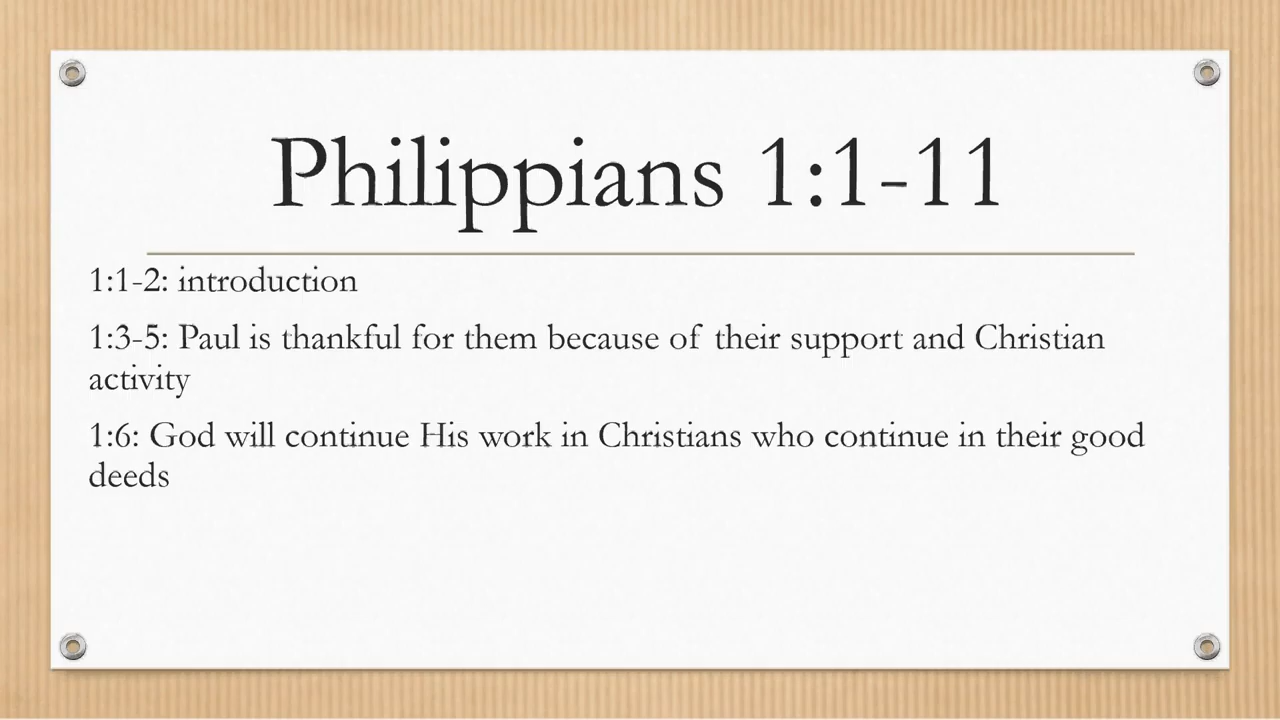 Philippians 1:1-11
1:1-2: introduction
1:3-5: Paul is thankful for them because of their support and Christian
activity
1:6: God will continue His work in Christians who continue in their good
deeds